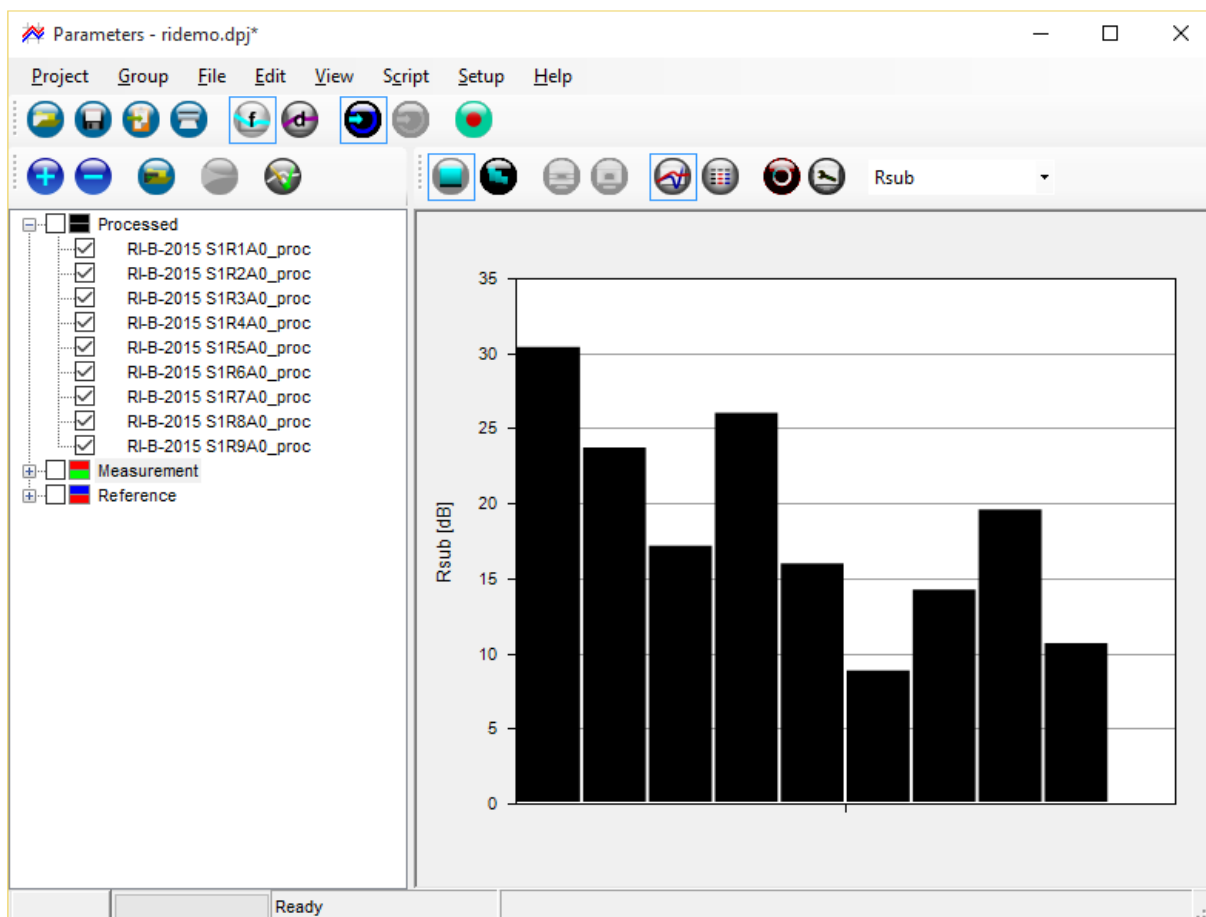 Parameters - ridemo.dpj*
Project Group File Edit View Script Setup Help
f d
Rsub
Processed
RI-B-2015 S1R1A0_proc
RI-B-2015 S1R2A0_proc
RI-B-2015 S1R3A0_proc
RI-B-2015 S1R4A0_proc
RI-B-2015 S1R5A0_proc
RI-B-2015 S1R6A0_proc
RI-B-2015 S1R7A0_proc
RI-B-2015 S1R8A0_proc
RI-B-2015 S1R9A0_proc
Measurement
Reference
35
30
25
20
15
10
5
0
Rsub [dB]
Ready